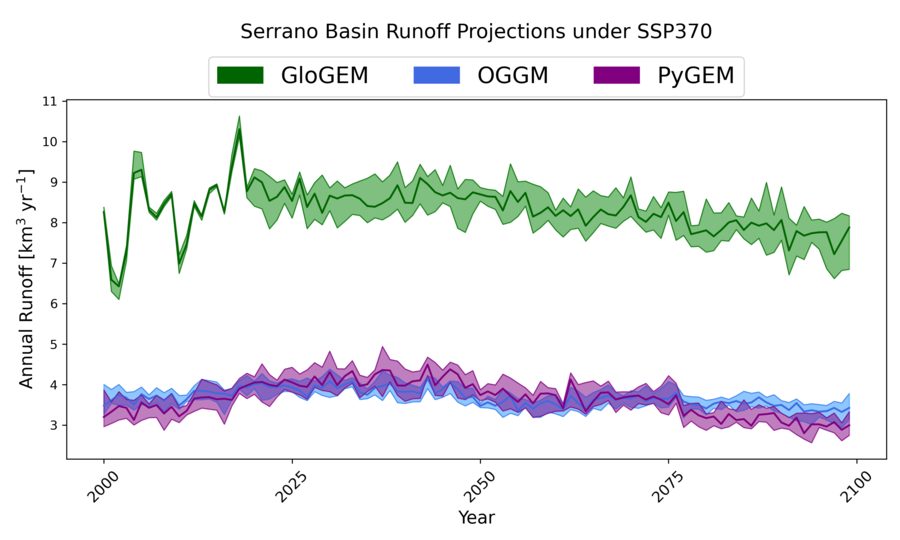 Serrano Basin Runoff Projections under SSP370
GloGEM OGGM PyGEM
Annual Runoff [km³ yr⁻¹]
11
10
9
8
7
6
5
4
3
2000 2025 2050 2075 2100
Year